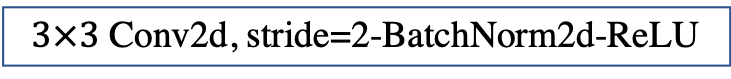 3×3 Conv2d, stride=2-BatchNorm2d-ReLU